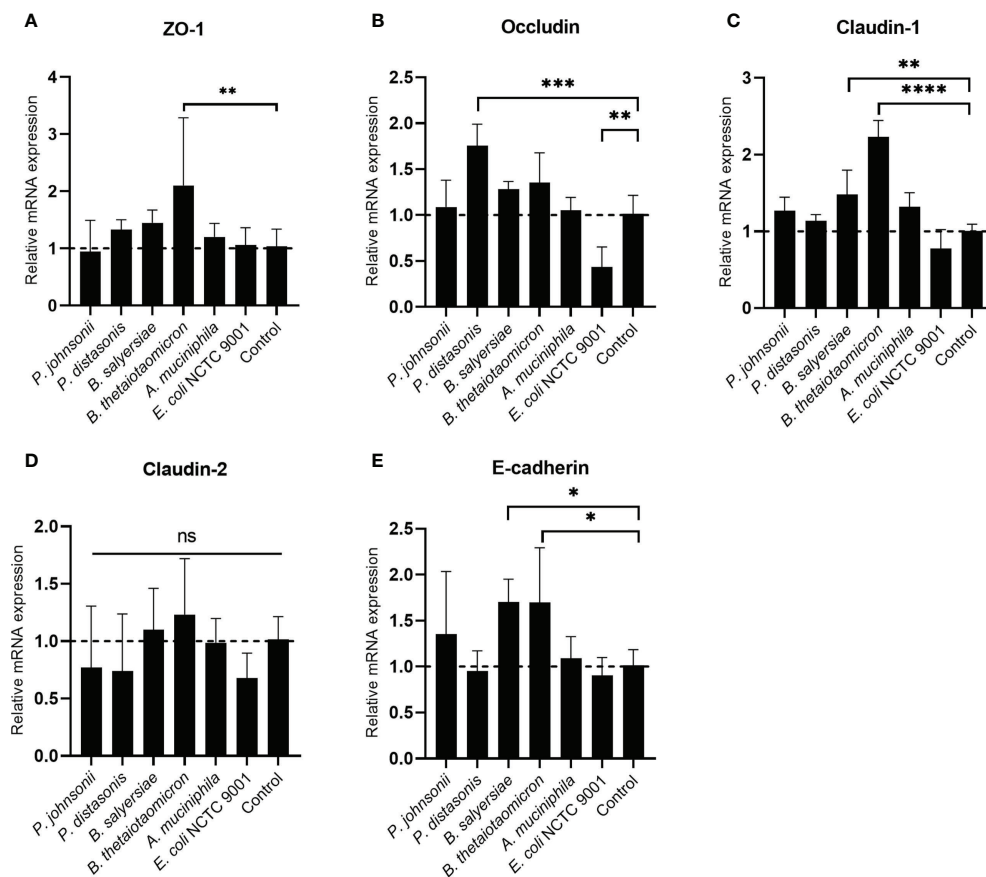 A
ZO-1
Relative mRNA expression
4
3
2
1
0
**
P. johnsonii
P. distasonis
B. salyersiae
B. thetaiotaomicron
A. muciniphila
E. coli NCTC 9001
Control
B
Occludin
Relative mRNA expression
2.5
2.0
1.5
1.0
0.5
0.0
***
**
P. johnsonii
P. distasonis
B. salyersiae
B. thetaiotaomicron
A. muciniphila
E. coli NCTC 9001
Control
C
Claudin-1
Relative mRNA expression
3
2
1
0
**
****
P. johnsonii
P. distasonis
B. salyersiae
B. thetaiotaomicron
A. muciniphila
E. coli NCTC 9001
Control
D
Claudin-2
Relative mRNA expression
2.0
1.5
1.0
0.5
0.0
ns
P. johnsonii
P. distasonis
B. salyersiae
B. thetaiotaomicron
A. muciniphila
E. coli NCTC 9001
Control
E
E-cadherin
Relative mRNA expression
2.5
2.0
1.5
1.0
0.5
0.0
*
*
P. johnsonii
P. distasonis
B. salyersiae
B. thetaiotaomicron
A. muciniphila
E. coli NCTC 9001
Control